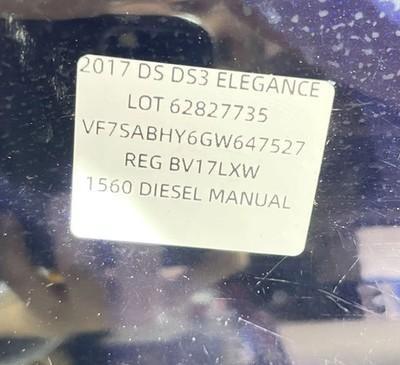 2017 DS DS3 ELEGANCE
LOT 62827735
VF7SABHY6GW647527
REG BV17LXW
1560 DIESEL MANUAL